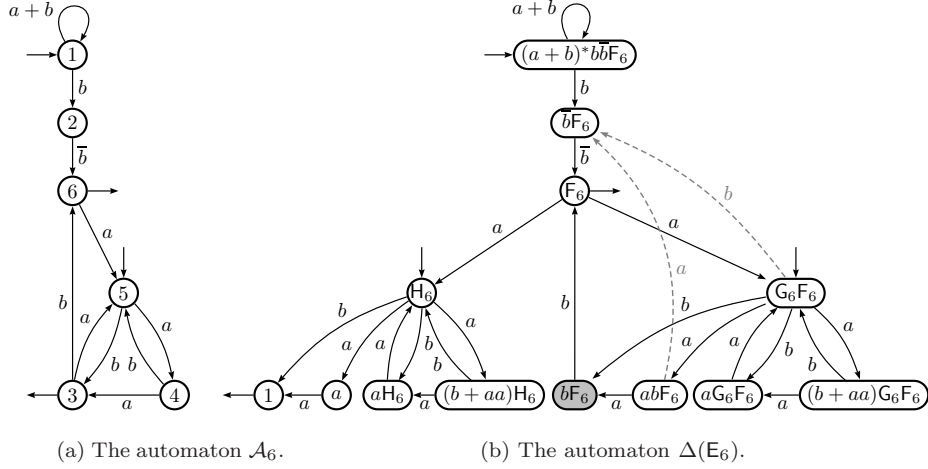 a + b
1
b
2
b̅
6
a
b
5
a
b
b
a
3
a
4
(a) The automaton 𝒜₆.
a + b
(a + b)*bb̅F₆
b
b̅F₆
b̅
F₆
b
a
a
a
b
H₆
G₆F₆
b
a
a
b
b
a
b
a
a
b
b
a
1
a
a
aH₆
a
(b + aa)H₆
bF₆
a
abF₆
aG₆F₆
a
(b + aa)G₆F₆
(b) The automaton Δ(E₆).